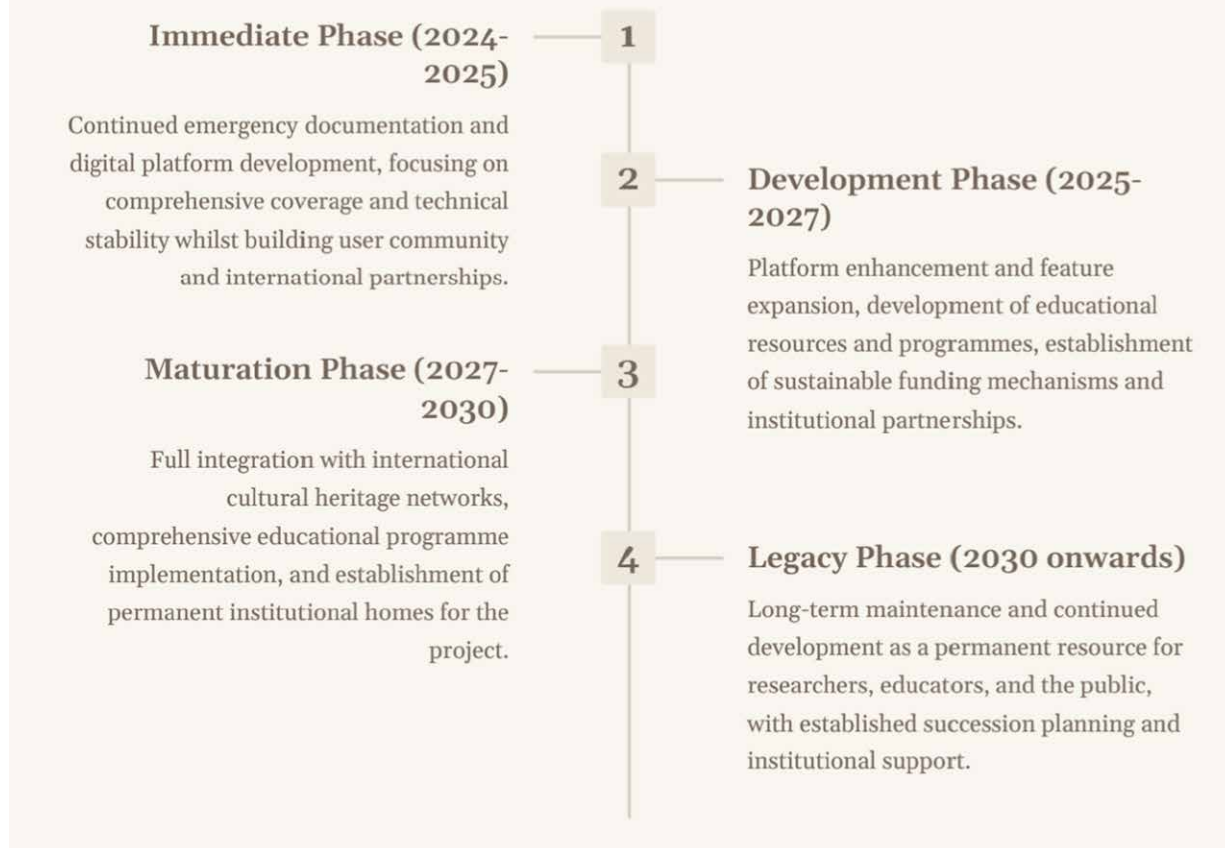 1
Immediate Phase (2024-
2025)
Continued emergency documentation and
digital platform development, focusing on
comprehensive coverage and technical
stability whilst building user community
and international partnerships.
2
Development Phase (2025-
2027)
Platform enhancement and feature
expansion, development of educational
resources and programmes, establishment
of sustainable funding mechanisms and
institutional partnerships.
3
Maturation Phase (2027-
2030)
Full integration with international
cultural heritage networks,
comprehensive educational programme
implementation, and establishment of
permanent institutional homes for the
project.
4
Legacy Phase (2030 onwards)
Long-term maintenance and continued
development as a permanent resource for
researchers, educators, and the public,
with established succession planning and
institutional support.